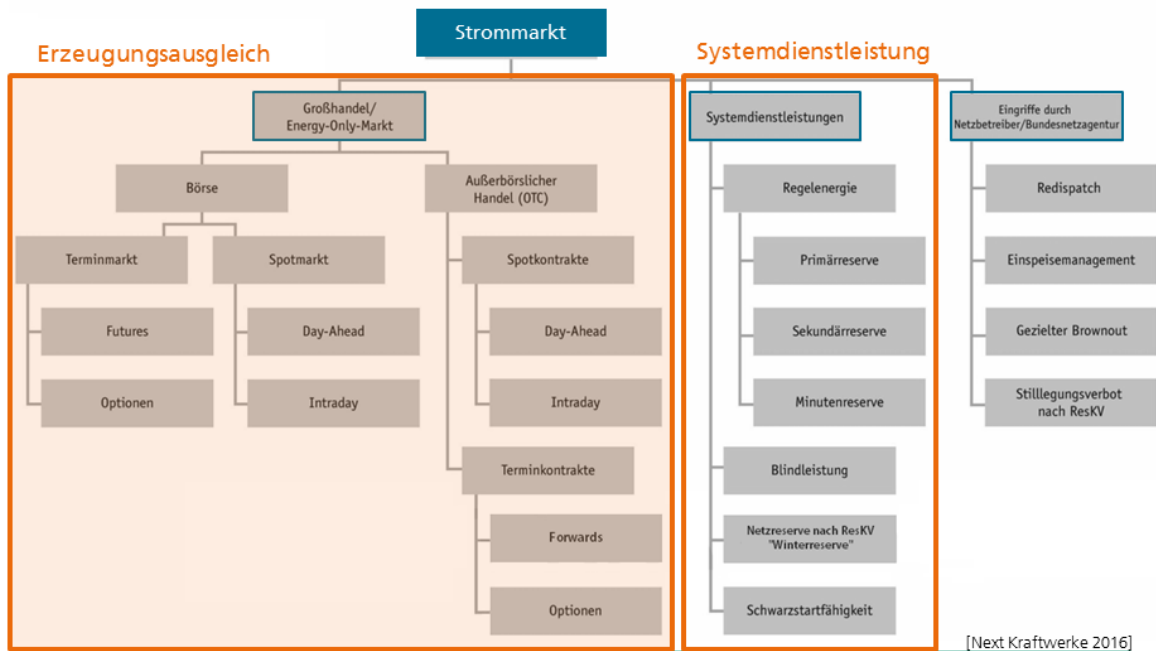 Strommarkt
Erzeugungsausgleich
Systemdienstleistung
Großhandel/
Energy-Only-Markt
Börse
Terminmarkt
Futures
Optionen
Spotmarkt
Day-Ahead
Intraday
Außerbörslicher
Handel (OTC)
Spotkontrakte
Day-Ahead
Intraday
Terminkontrakte
Forwards
Optionen
Systemdienstleistungen
Regelenergie
Primärreserve
Sekundärreserve
Minutenreserve
Blindleistung
Netzreserve nach ResKV
"Winterreserve"
Schwarzstartfähigkeit
Eingriffe durch
Netzbetreiber/Bundesnetzagentur
Redispatch
Einspeisemanagement
Gezielter Brownout
Stilllegungsverbot
nach ResKV
[Next Kraftwerke 2016]